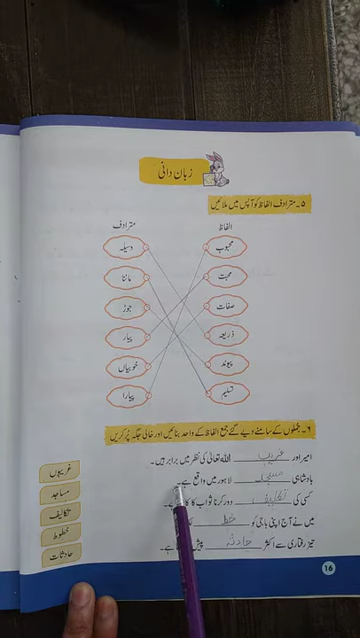 زبان دانی
۵۔ مترادف الفاظ کو آپس میں ملائیں
الفاظ مترادف
محبوب وسیلہ
محبت ماننا
صفات جوڑ
ذریعہ پیار
پیوند خوبیاں
تسلیم پیارا
۶۔ جملوں کے سامنے دیے گئے جمع الفاظ کے واحد بنائیں اور خالی جگہ پُر کریں
امیر اور غریب اللہ تعالیٰ کی نظر میں برابر ہیں۔ غریبوں
بادشاہی مسجد لاہور میں واقع ہے۔ مساجد
کسی کی تکلیف دور کرنا ثواب کا تکالیف
میں نے آج اپنی باجی کو خط خطوط
تیز رفتاری سے اکثر حادثہ پیش حادثات
16